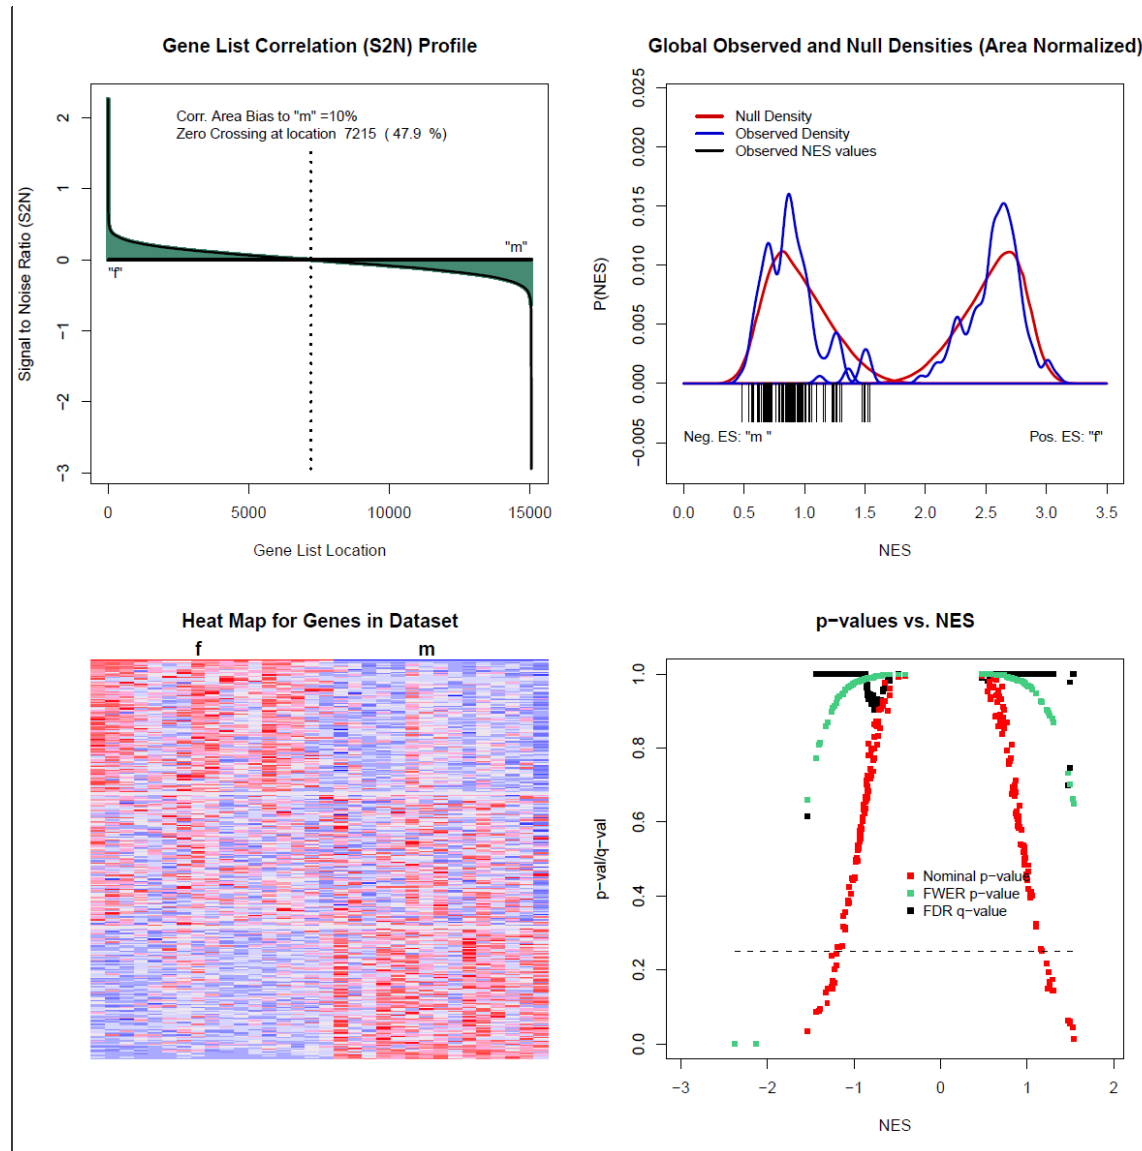 Gene List Correlation (S2N) Profile
Corr. Area Bias to "m" =10%
Zero Crossing at location 7215 ( 47.9 %)
"m"
"f"
2
1
0
−1
−2
−3
Signal to Noise Ratio (S2N)
0
5000
10000
15000
Gene List Location
Global Observed and Null Densities (Area Normalized)
Null Density
Observed Density
Observed NES values
0.025
0.020
0.015
0.010
0.005
0.000
−0.005
P(NES)
Neg. ES: "m "
Pos. ES: "f"
0.0
0.5
1.0
1.5
2.0
2.5
3.0
3.5
NES
Heat Map for Genes in Dataset
f
m
p−values vs. NES
1.0
0.8
0.6
0.4
0.2
0.0
p−val/q−val
Nominal p−value
FWER p−value
FDR q−value
−3
−2
−1
0
1
2
NES